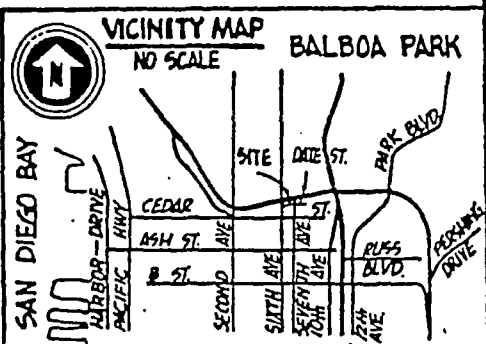 VICINITY MAP
NO SCALE
BALBOA PARK
N
SAN DIEGO BAY
HARBOR-DRIVE
PACIFIC HWY
CEDAR ST.
ASH ST.
B ST.
SECOND AVE
SIXTH AVE
SEVENTH AVE
10TH AVE
12TH AVE.
SITE
DATE ST.
PARK BLVD.
RUSS BLVD.
PERSHING DRIVE